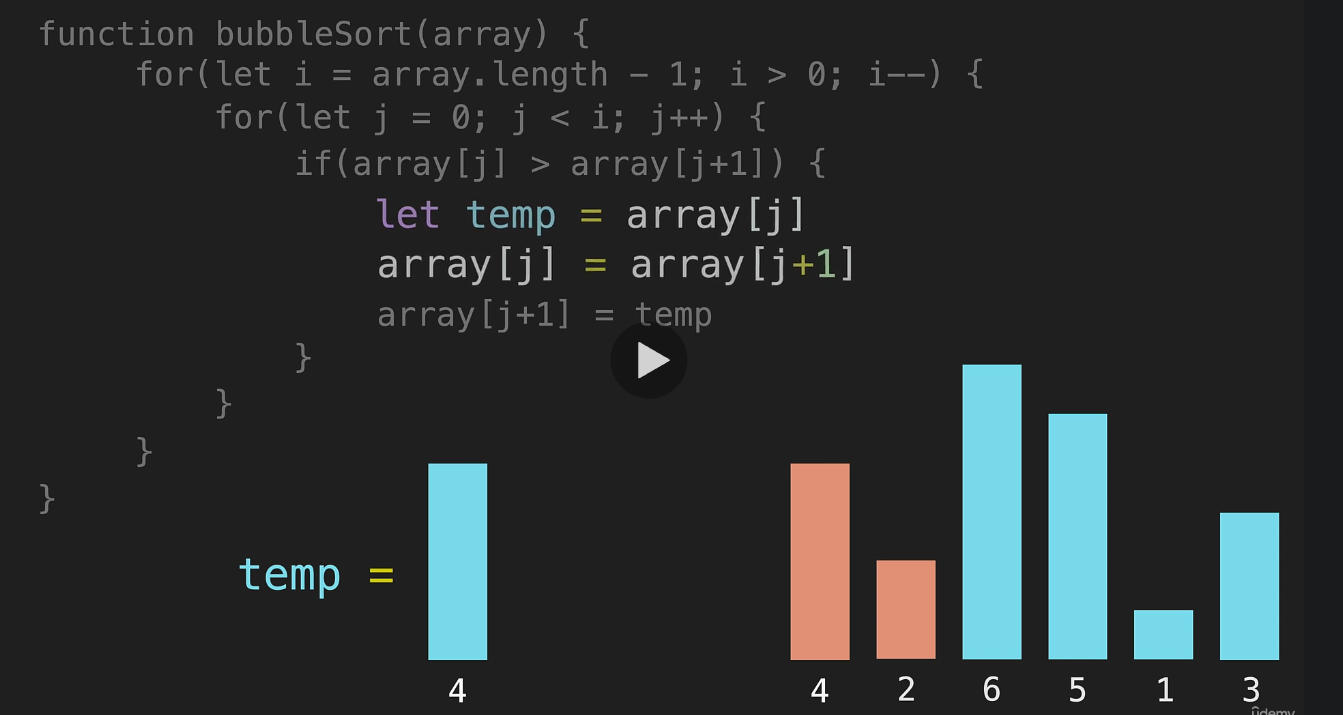 function bubbleSort(array) {
for(let i = array.length - 1; i > 0; i--) {
for(let j = 0; j < i; j++) {
if(array[j] > array[j+1]) {
let temp = array[j]
array[j] = array[j+1]
array[j+1] = temp
}
}
}
}
temp =
4
4 2 6 5 1 3
ûdemy